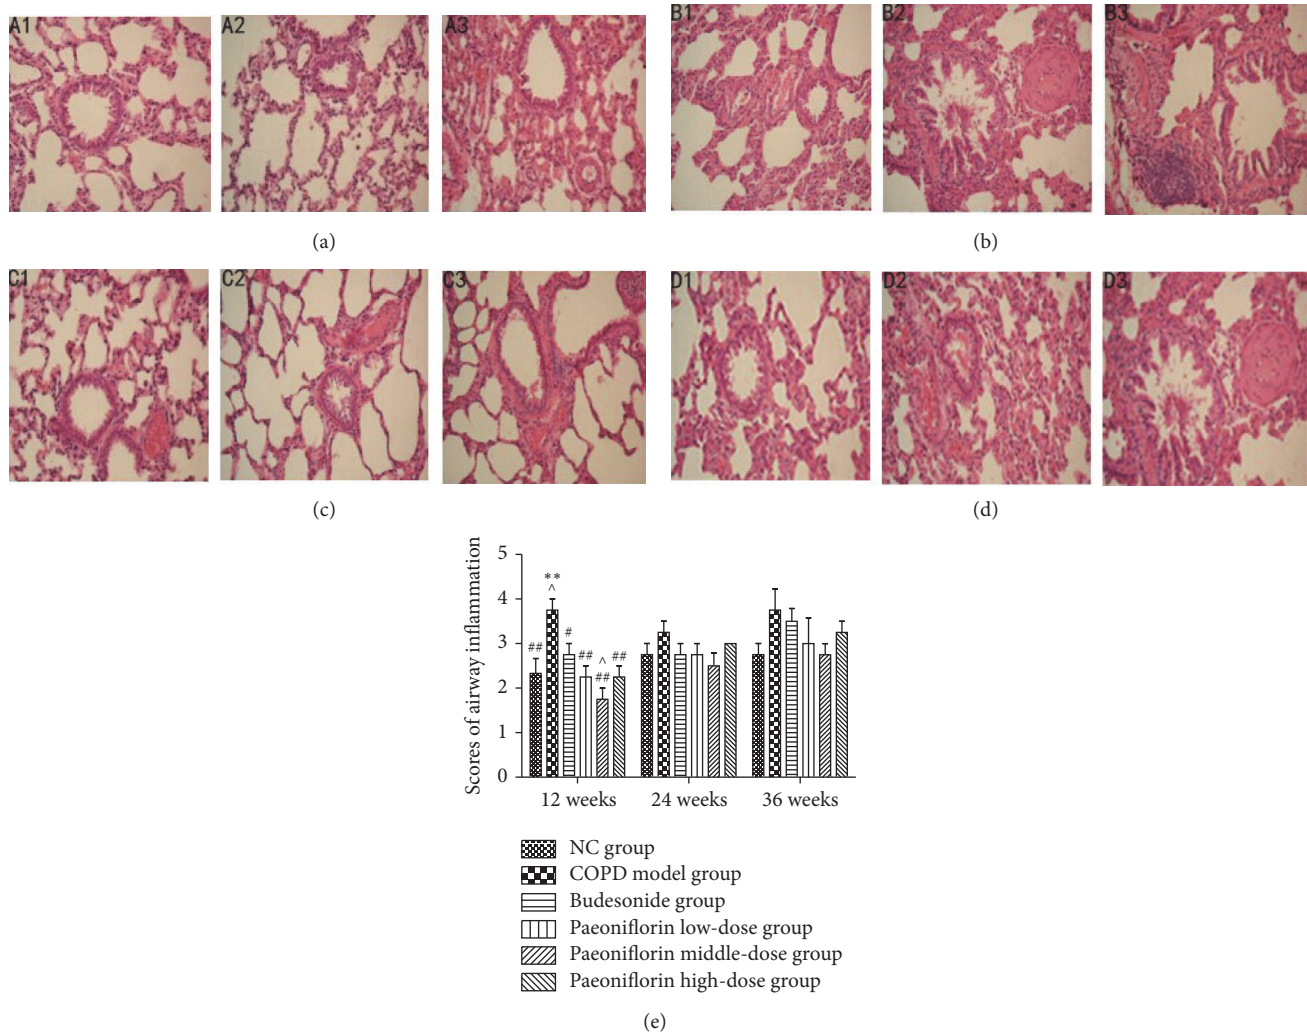 A1 A2 A3 B1 B2 B3
(a) (b)
C1 C2 C3 D1 D2 D3
(c) (d)
Scores of airway inflammation
5
4
3
2
1
0
** ^
## # ## ^ ## ##
12 weeks 24 weeks 36 weeks
NC group
COPD model group
Budesonide group
Paeoniflorin low-dose group
Paeoniflorin middle-dose group
Paeoniflorin high-dose group
(e)